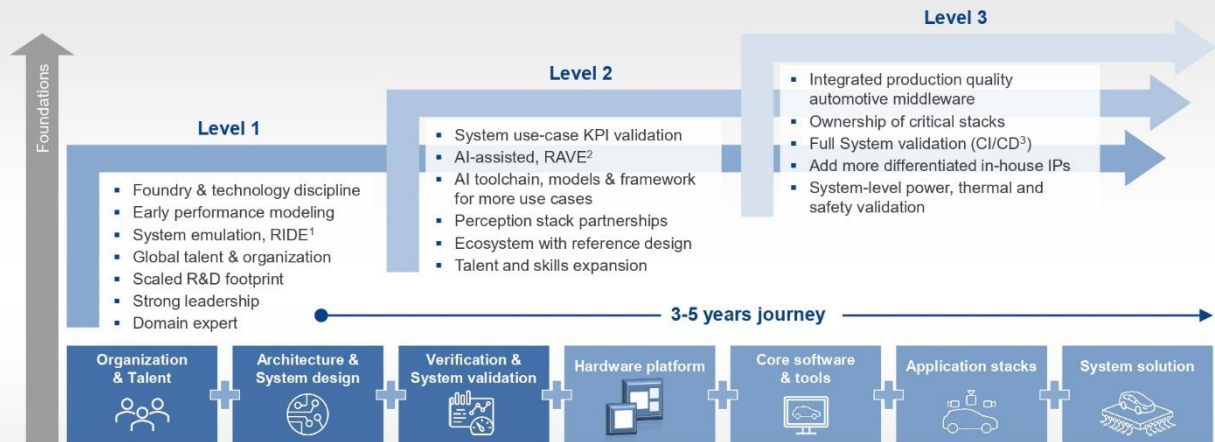 Foundations
Level 1
▪ Foundry & technology discipline
▪ Early performance modeling
▪ System emulation, RIDE¹
▪ Global talent & organization
▪ Scaled R&D footprint
▪ Strong leadership
▪ Domain expert
Level 2
▪ System use-case KPI validation
▪ AI-assisted, RAVE²
▪ AI toolchain, models & framework
for more use cases
▪ Perception stack partnerships
▪ Ecosystem with reference design
▪ Talent and skills expansion
Level 3
▪ Integrated production quality
automotive middleware
▪ Ownership of critical stacks
▪ Full System validation (CI/CD³)
▪ Add more differentiated in-house IPs
▪ System-level power, thermal and
safety validation
3-5 years journey
Organization
& Talent
Architecture &
System design
Verification &
System validation
Hardware platform
Core software
& tools
Application stacks
System solution